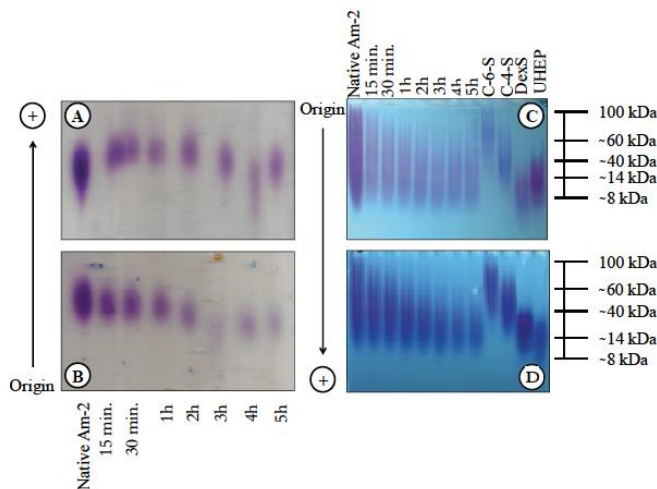 Native Am-2
15 min.
30 min.
1h
2h
3h
4h
5h
C-6-S
C-4-S
DexS
UHEP
+
A
Origin
C
100 kDa
~60 kDa
~40 kDa
~14 kDa
~8 kDa
B
Origin
+
D
100 kDa
~60 kDa
~40 kDa
~14 kDa
~8 kDa
Native Am-2
15 min.
30 min.
1h
2h
3h
4h
5h